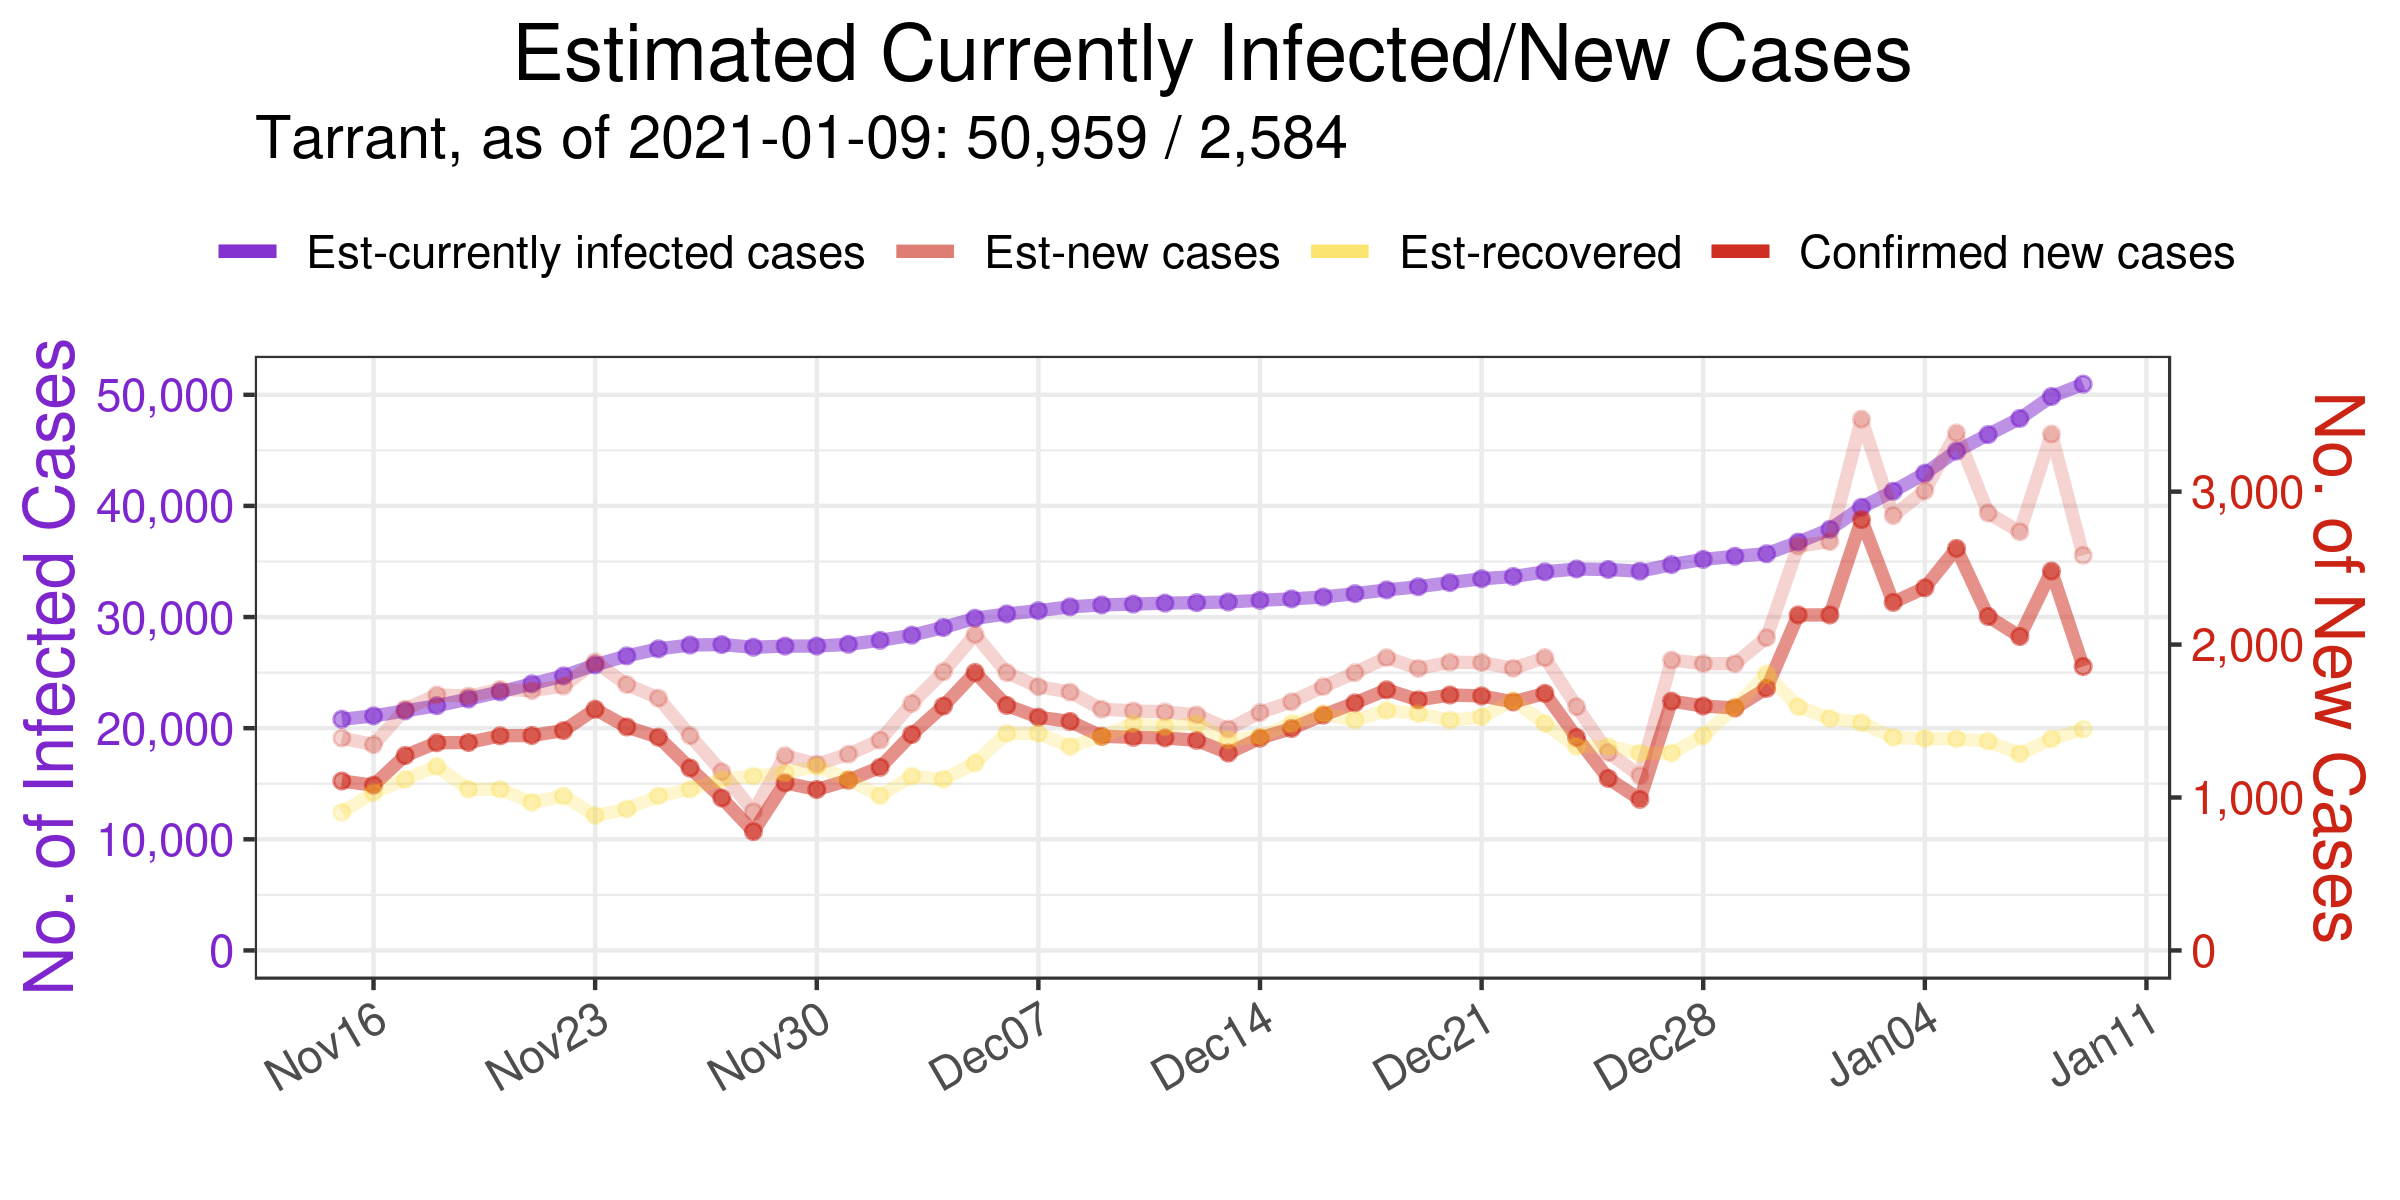 Estimated Currently Infected/New Cases
Tarrant, as of 2021-01-09: 50,959 / 2,584
Est-currently infected cases Est-new cases Est-recovered Confirmed new cases
No. of Infected Cases
50,000
40,000
30,000
20,000
10,000
0
3,000
2,000
1,000
0
No. of New Cases
Nov16 Nov23 Nov30 Dec07 Dec14 Dec21 Dec28 Jan04 Jan11